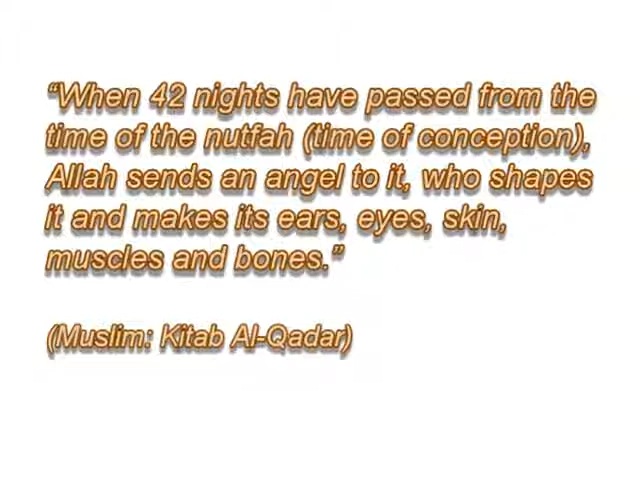 “When 42 nights have passed from the
time of the nutfah (time of conception),
Allah sends an angel to it, who shapes
it and makes its ears, eyes, skin,
muscles and bones.”
(Muslim: Kitab Al-Qadar)